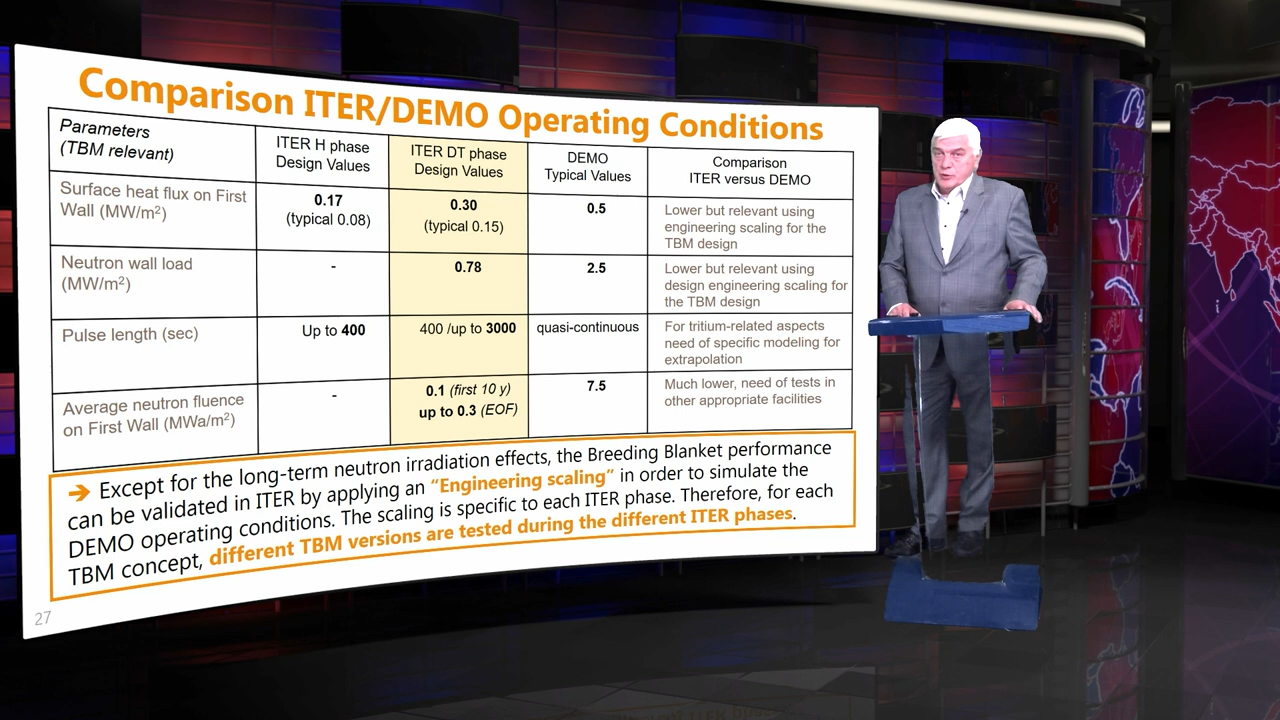 Comparison ITER/DEMO Operating Conditions
Parameters
(TBM relevant)
ITER H phase
Design Values
ITER DT phase
Design Values
DEMO
Typical Values
Comparison
ITER versus DEMO
Surface heat flux on First
Wall (MW/m²)
0.17
(typical 0.08)
0.30
(typical 0.15)
0.5
Lower but relevant using
engineering scaling for the
TBM design
Neutron wall load
(MW/m²)
-
0.78
2.5
Lower but relevant using
design engineering scaling for
the TBM design
Pulse length (sec)
Up to 400
400 /up to 3000
quasi-continuous
For tritium-related aspects
need of specific modeling for
extrapolation
Average neutron fluence
on First Wall (MWa/m²)
-
0.1 (first 10 y)
up to 0.3 (EOF)
7.5
Much lower, need of tests in
other appropriate facilities
➔ Except for the long-term neutron irradiation effects, the Breeding Blanket performance
can be validated in ITER by applying an “Engineering scaling” in order to simulate the
DEMO operating conditions. The scaling is specific to each ITER phase. Therefore, for each
TBM concept, different TBM versions are tested during the different ITER phases.
27